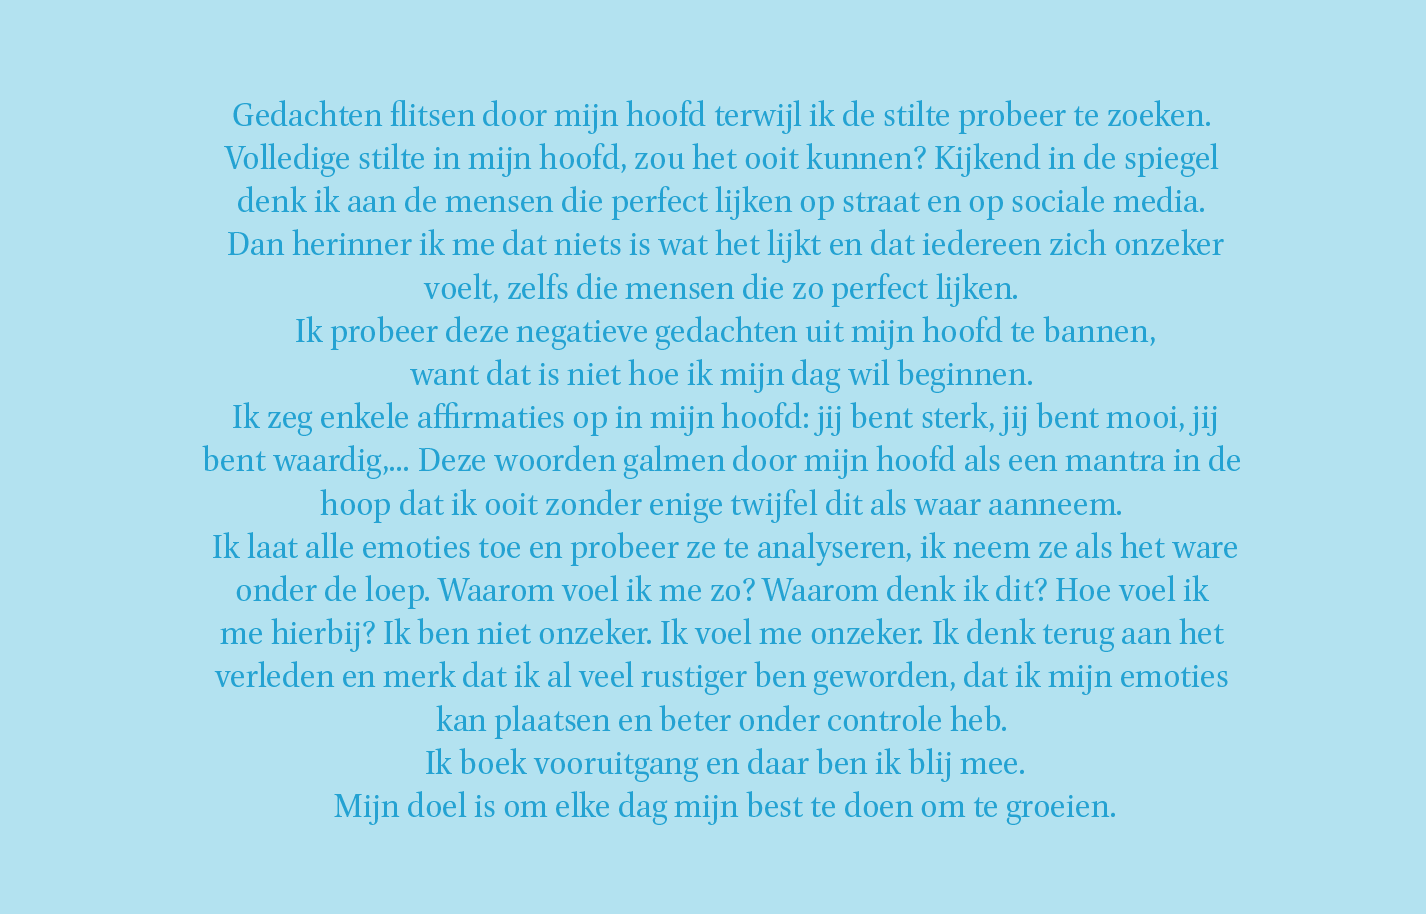 Gedachten flitsen door mijn hoofd terwijl ik de stilte probeer te zoeken.
Volledige stilte in mijn hoofd, zou het ooit kunnen? Kijkend in de spiegel
denk ik aan de mensen die perfect lijken op straat en op sociale media.
Dan herinner ik me dat niets is wat het lijkt en dat iedereen zich onzeker
voelt, zelfs die mensen die zo perfect lijken.
Ik probeer deze negatieve gedachten uit mijn hoofd te bannen,
want dat is niet hoe ik mijn dag wil beginnen.
Ik zeg enkele affirmaties op in mijn hoofd: jij bent sterk, jij bent mooi, jij
bent waardig,... Deze woorden galmen door mijn hoofd als een mantra in de
hoop dat ik ooit zonder enige twijfel dit als waar aanneem.
Ik laat alle emoties toe en probeer ze te analyseren, ik neem ze als het ware
onder de loep. Waarom voel ik me zo? Waarom denk ik dit? Hoe voel ik
me hierbij? Ik ben niet onzeker. Ik voel me onzeker. Ik denk terug aan het
verleden en merk dat ik al veel rustiger ben geworden, dat ik mijn emoties
kan plaatsen en beter onder controle heb.
Ik boek vooruitgang en daar ben ik blij mee.
Mijn doel is om elke dag mijn best te doen om te groeien.